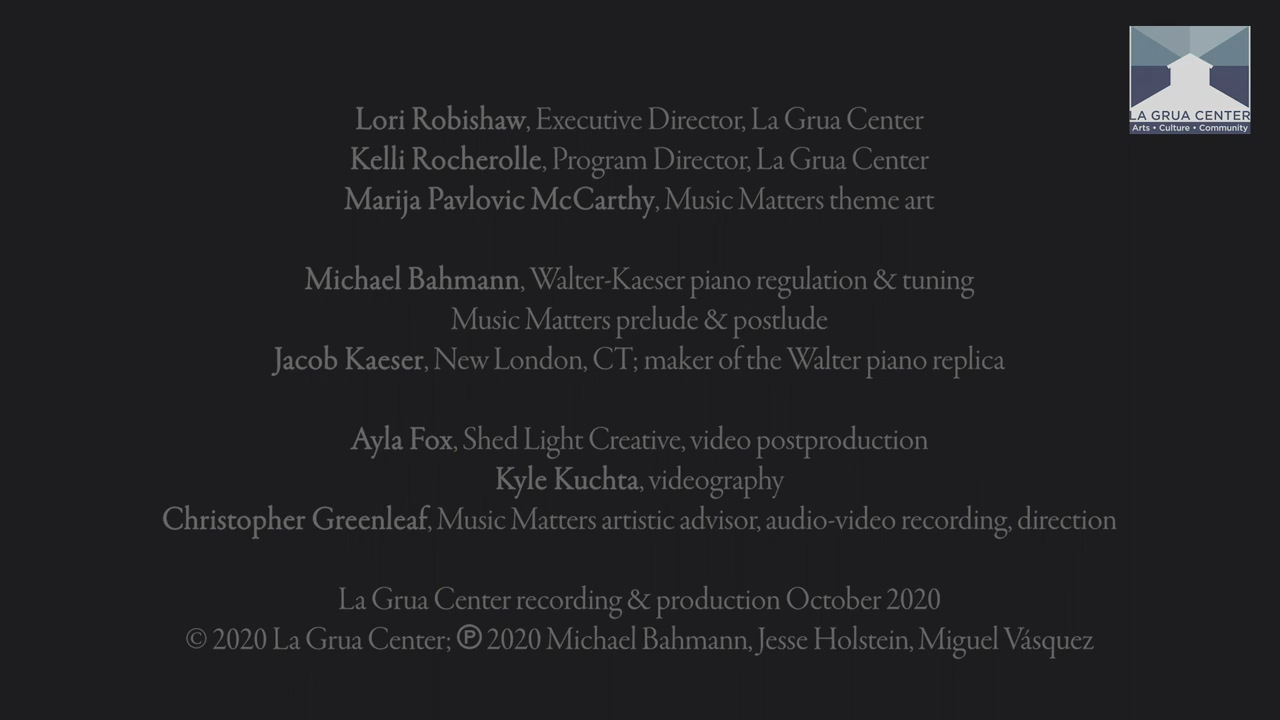 LA GRUA CENTER
Arts • Culture • Community
Lori Robishaw, Executive Director, La Grua Center
Kelli Rocherolle, Program Director, La Grua Center
Marija Pavlovic McCarthy, Music Matters theme art
Michael Bahmann, Walter-Kaeser piano regulation & tuning
Music Matters prelude & postlude
Jacob Kaeser, New London, CT; maker of the Walter piano replica
Ayla Fox, Shed Light Creative, video postproduction
Kyle Kuchta, videography
Christopher Greenleaf, Music Matters artistic advisor, audio-video recording, direction
La Grua Center recording & production October 2020
© 2020 La Grua Center; ℗ 2020 Michael Bahmann, Jesse Holstein, Miguel Vásquez